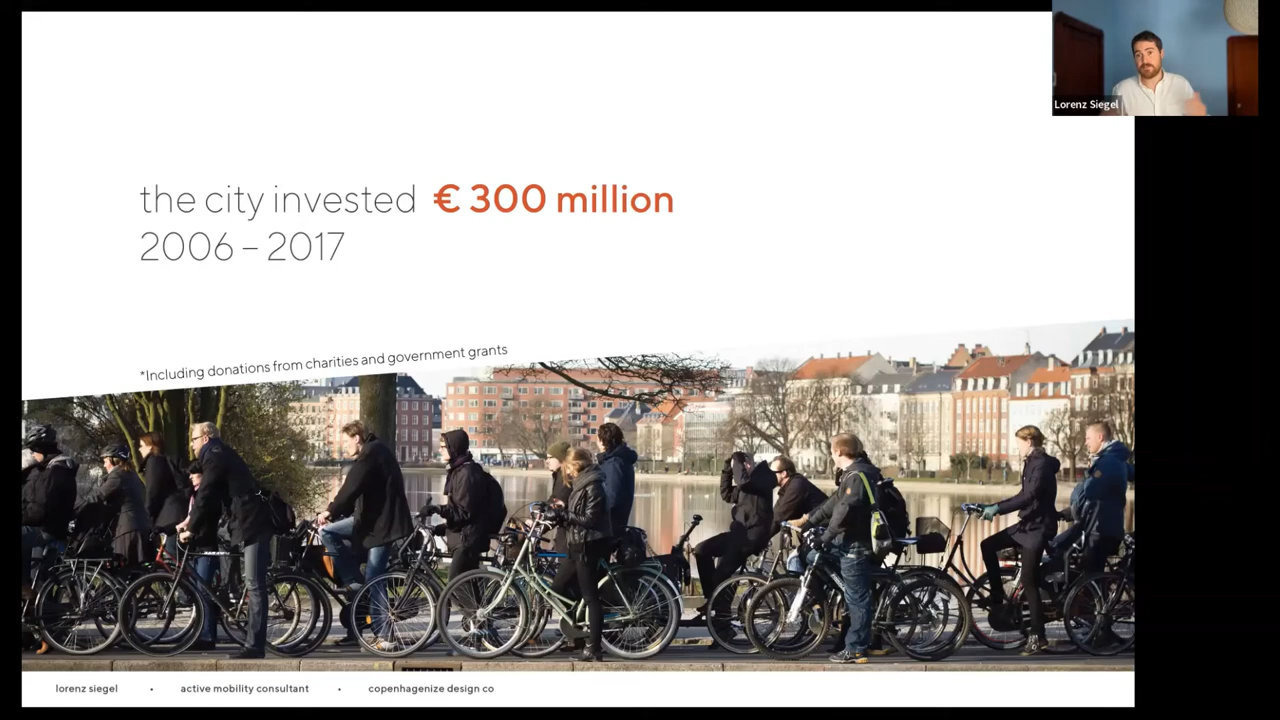 Lorenz Siegel
the city invested € 300 million
2006 – 2017
*Including donations from charities and government grants
lorenz siegel • active mobility consultant • copenhagenize design co